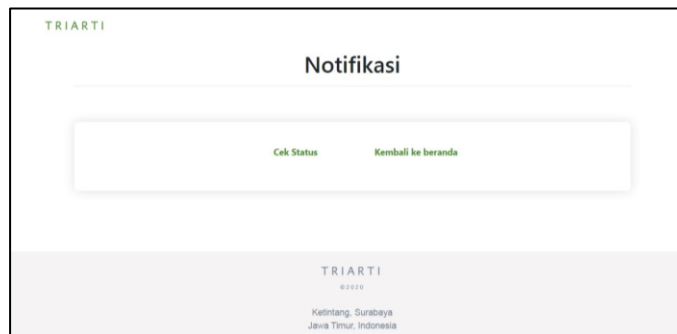 TRIARTI
Notifikasi
Cek Status Kembali ke beranda
TRIARTI
©2020
Ketintang, Surabaya
Jawa Timur, Indonesia